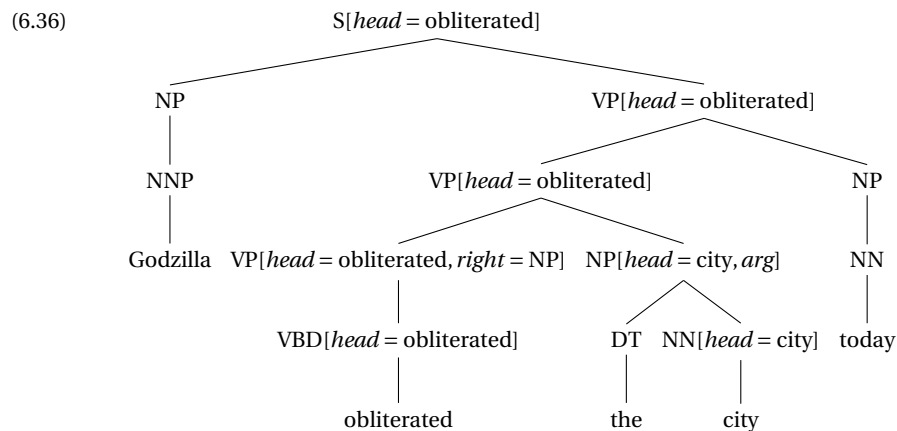 (6.36) S[head = obliterated]
NP VP[head = obliterated]
NNP VP[head = obliterated] NP
Godzilla VP[head = obliterated, right = NP] NP[head = city, arg] NN
VBD[head = obliterated] DT NN[head = city] today
obliterated the city